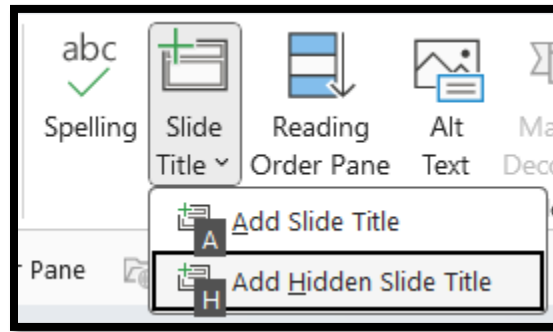 abc
Spelling
Slide
Title
Reading
Order Pane
Alt
Text
Add Slide Title
A
Pane
Add Hidden Slide Title
H